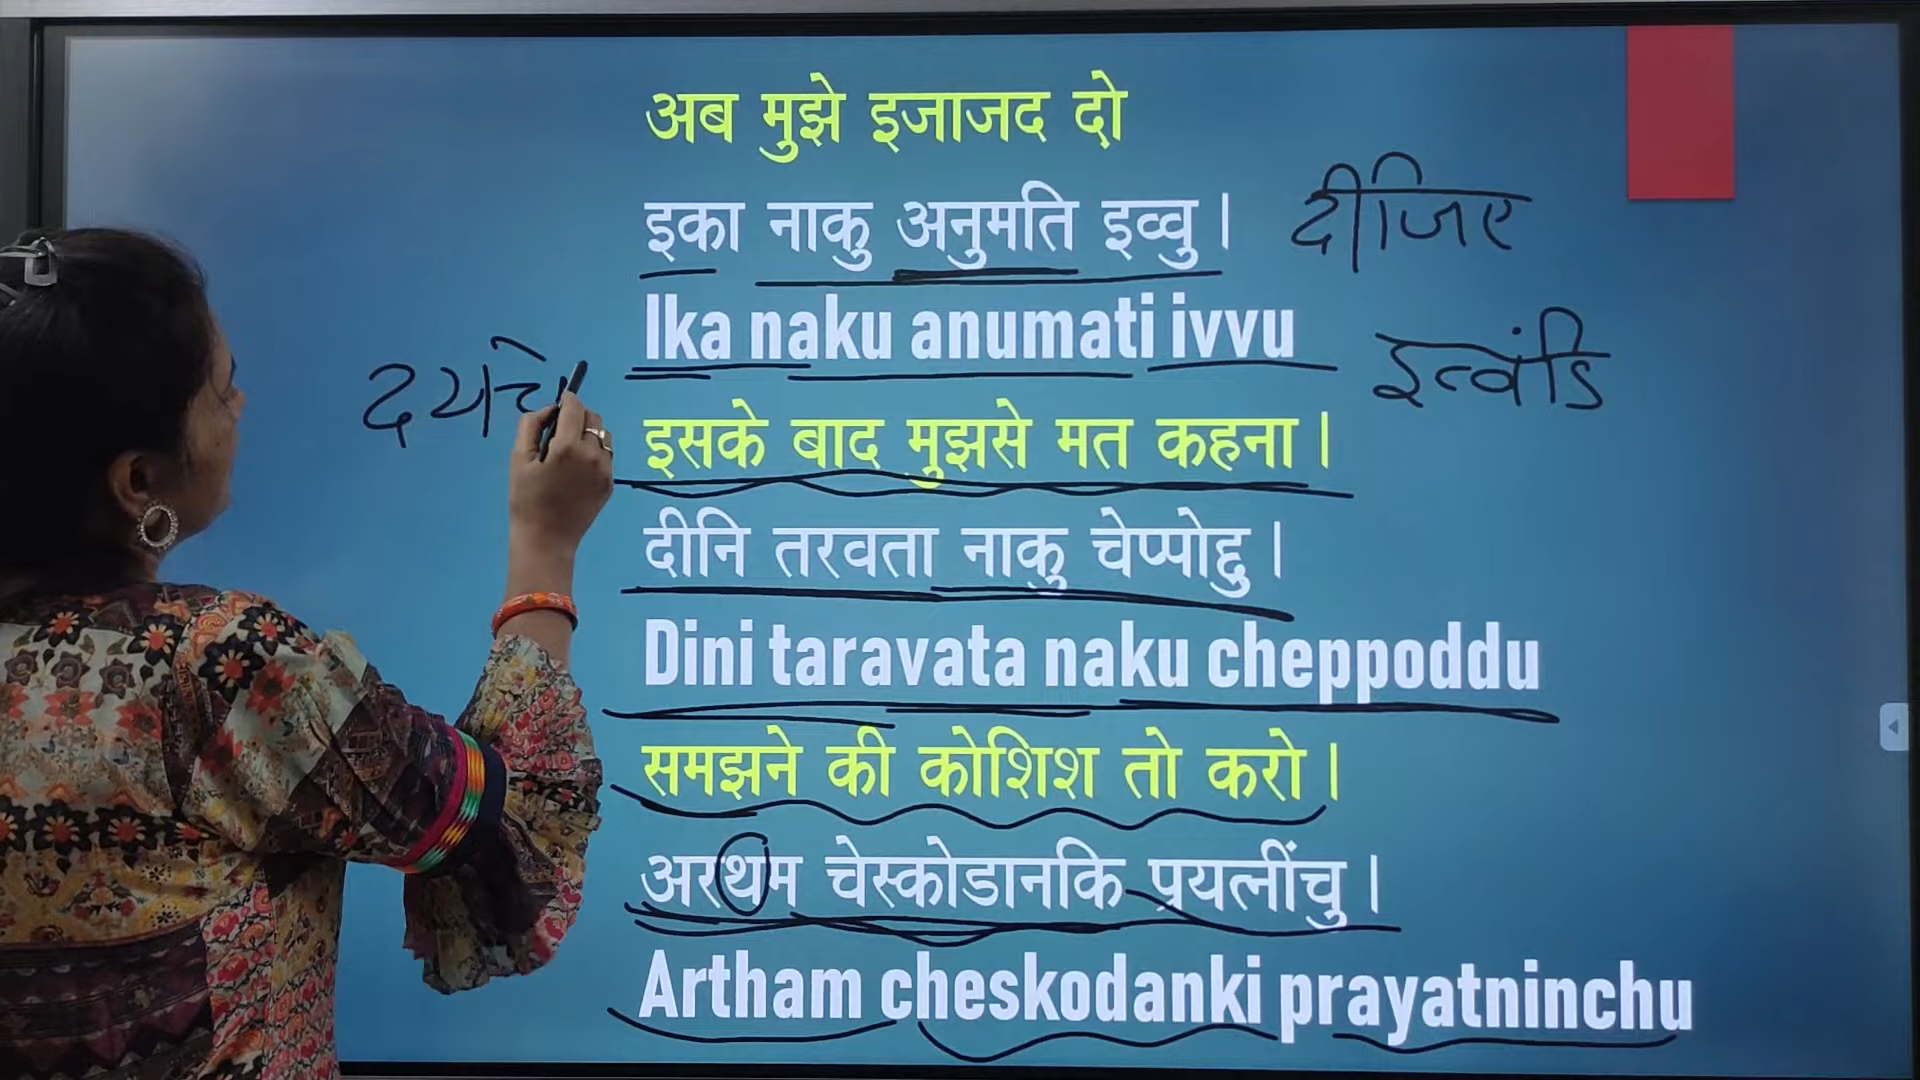 अब मुझे इजाजद दो
इका नाकु अनुमति इव्वु।
दीजिए
Ika naku anumati ivvu
इव्वंडि
दयचे
इसके बाद मुझसे मत कहना।
दीनि तरवता नाकु चेप्पोद्दु।
Dini taravata naku cheppoddu
समझने की कोशिश तो करो।
अरथम चेस्कोडानकि प्रयत्नींचु।
Artham cheskodanki prayatninchu